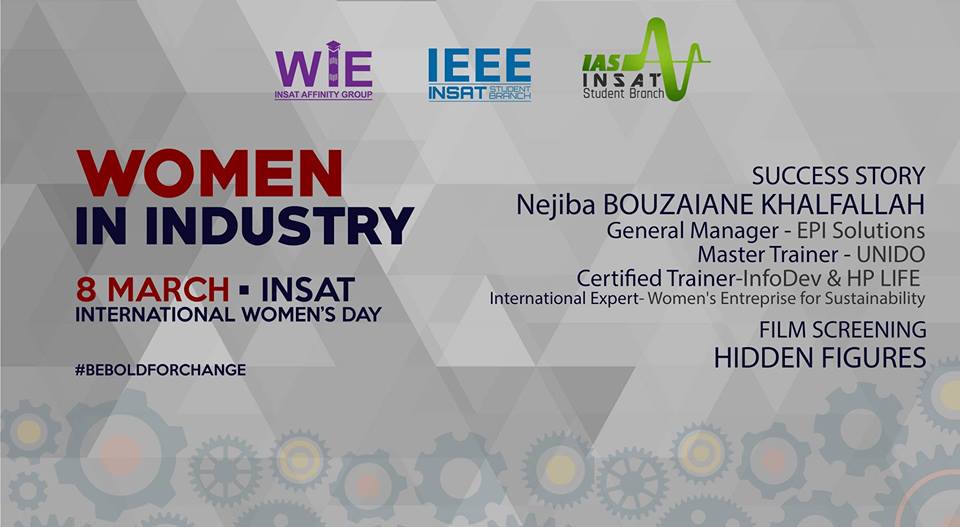 WIE
INSAT AFFINITY GROUP
IEEE
INSAT STUDENT BRANCH
IAS
INSAT
Student Branch
WOMEN
IN INDUSTRY
8 MARCH ▪ INSAT
INTERNATIONAL WOMEN'S DAY
#BEBOLDFORCHANGE
SUCCESS STORY
Nejiba BOUZAIANE KHALFALLAH
General Manager - EPI Solutions
Master Trainer - UNIDO
Certified Trainer-InfoDev & HP LIFE
International Expert- Women's Entreprise for Sustainability
FILM SCREENING
HIDDEN FIGURES